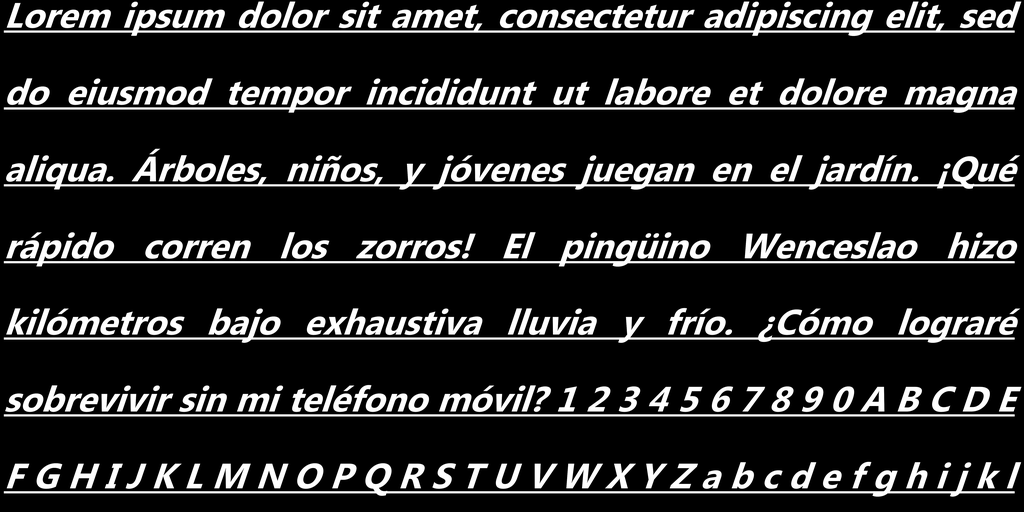 Lorem ipsum dolor sit amet, consectetur adipiscing elit, sed
do eiusmod tempor incididunt ut labore et dolore magna
aliqua. Árboles, niños, y jóvenes juegan en el jardín. ¡Qué
rápido corren los zorros! El pingüino Wenceslao hizo
kilómetros bajo exhaustiva lluvia y frío. ¿Cómo lograré
sobrevivir sin mi teléfono móvil? 1 2 3 4 5 6 7 8 9 0 A B C D E
F G H I J K L M N O P Q R S T U V W X Y Z a b c d e f g h i j k l